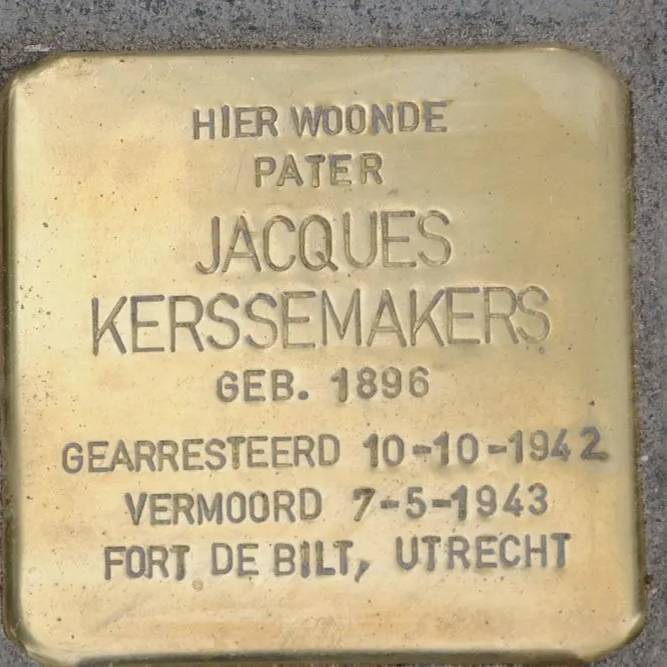 HIER WOONDE
PATER
JACQUES
KERSSEMAKERS
GEB. 1896
GEARRESTEERD 10-10-1942
VERMOORD 7-5-1943
FORT DE BILT, UTRECHT